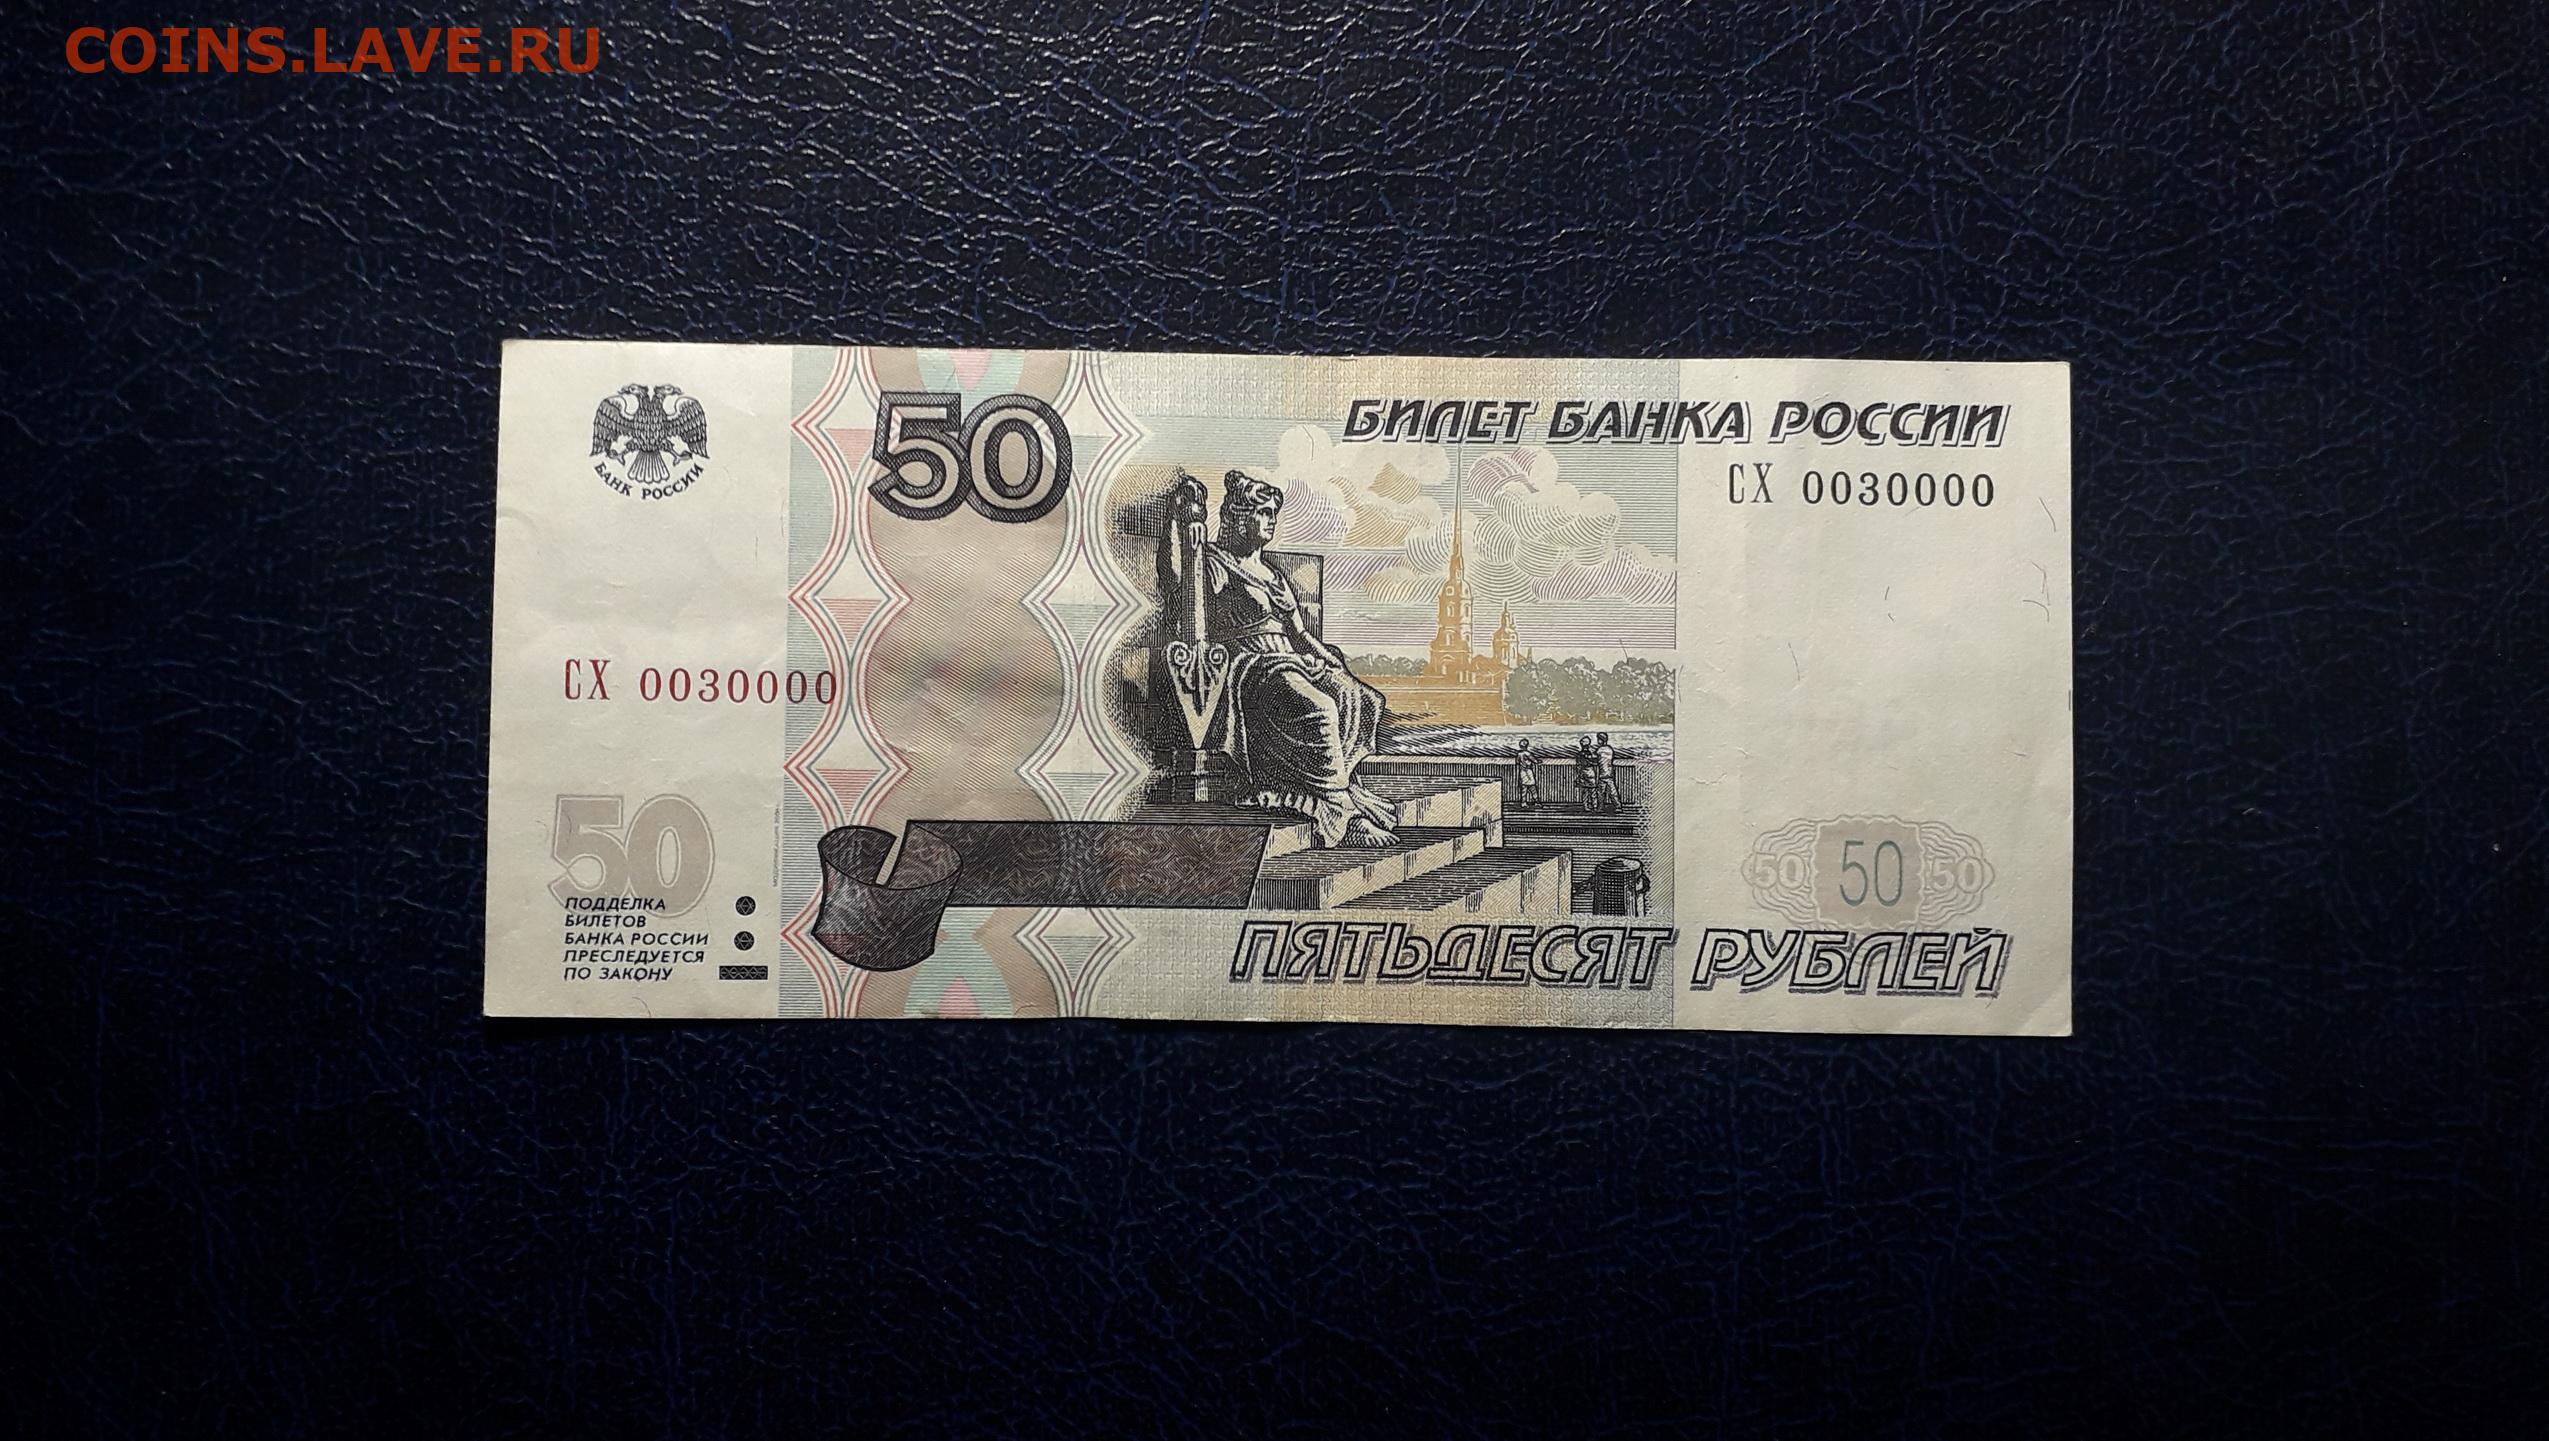 COINS.LAVE.RU
БАНК РОССИИ
50
БИЛЕТ БАНКА РОССИИ
СХ 0030000
СХ 0030000
50
ПОДДЕЛКА
БИЛЕТОВ
БАНКА РОССИИ
ПРЕСЛЕДУЕТСЯ
ПО ЗАКОНУ
50 50 50
ПЯТЬДЕСЯТ РУБЛЕЙ